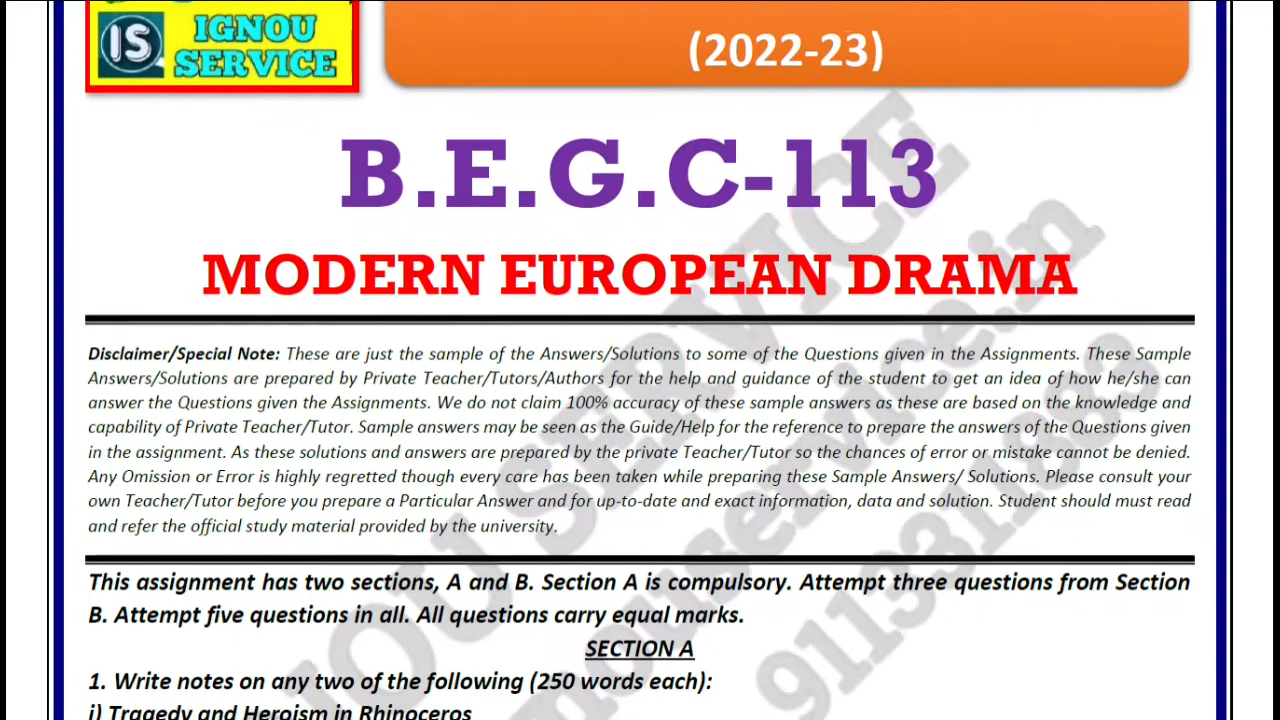 IS
IGNOU
SERVICE
(2022-23)
B.E.G.C-113
MODERN EUROPEAN DRAMA
Disclaimer/Special Note: These are just the sample of the Answers/Solutions to some of the Questions given in the Assignments. These Sample
Answers/Solutions are prepared by Private Teacher/Tutors/Authors for the help and guidance of the student to get an idea of how he/she can
answer the Questions given the Assignments. We do not claim 100% accuracy of these sample answers as these are based on the knowledge and
capability of Private Teacher/Tutor. Sample answers may be seen as the Guide/Help for the reference to prepare the answers of the Questions given
in the assignment. As these solutions and answers are prepared by the private Teacher/Tutor so the chances of error or mistake cannot be denied.
Any Omission or Error is highly regretted though every care has been taken while preparing these Sample Answers/ Solutions. Please consult your
own Teacher/Tutor before you prepare a Particular Answer and for up-to-date and exact information, data and solution. Student should must read
and refer the official study material provided by the university.
This assignment has two sections, A and B. Section A is compulsory. Attempt three questions from Section
B. Attempt five questions in all. All questions carry equal marks.
SECTION A
1. Write notes on any two of the following (250 words each):
i) Tragedy and Heroism in Rhinoceros